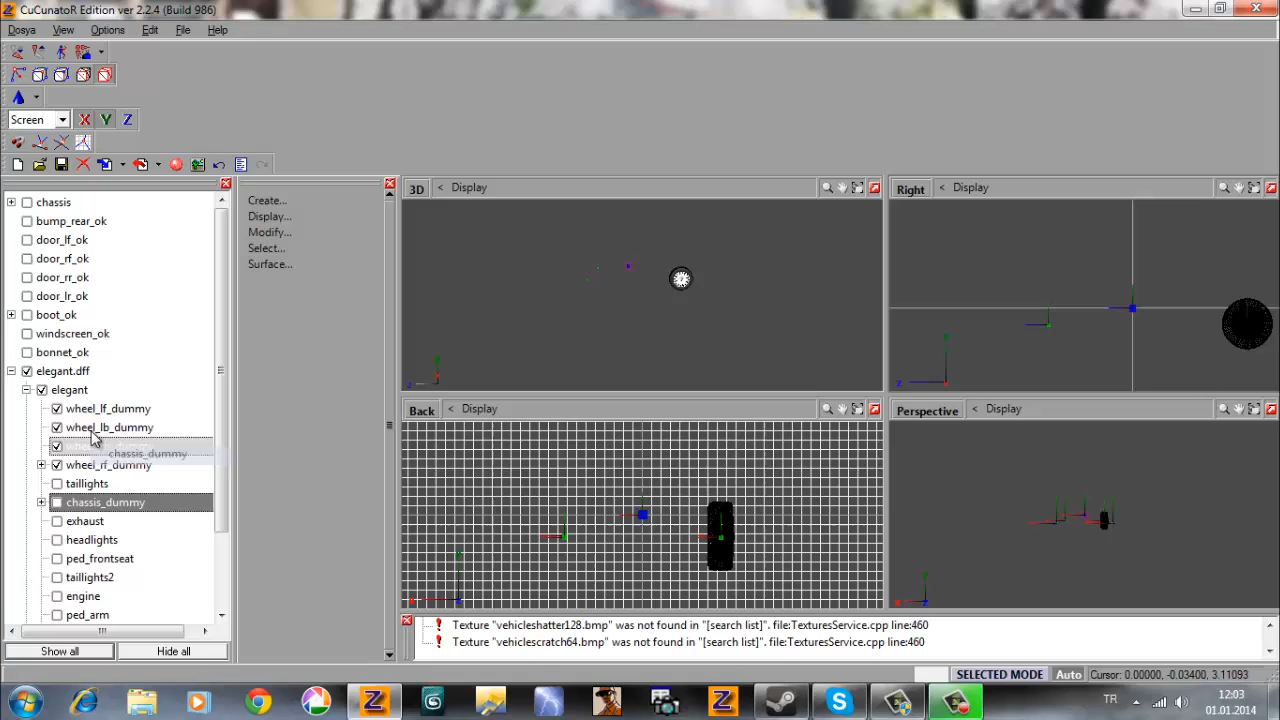 CuCunatoR Edition ver 2.2.4 (Build 986)
Dosya View Options Edit File Help
Screen X Y Z
chassis
bump_rear_ok
door_lf_ok
door_rf_ok
door_rr_ok
door_lr_ok
boot_ok
windscreen_ok
bonnet_ok
elegant.dff
elegant
wheel_lf_dummy
wheel_lb_dummy
chassis_dummy
wheel_rf_dummy
taillights
chassis_dummy
exhaust
headlights
ped_frontseat
taillights2
engine
ped_arm
Show all Hide all
Create...
Display...
Modify...
Select...
Surface...
3D < Display
Right < Display
Back < Display
Perspective < Display
Texture "vehicleshatter128.bmp" was not found in "[search list]". file:TexturesService.cpp line:460
Texture "vehiclescratch64.bmp" was not found in "[search list]". file:TexturesService.cpp line:460
SELECTED MODE Auto Cursor: 0.00000, -0.03400, 3.11093
TR 12:03
01.01.2014